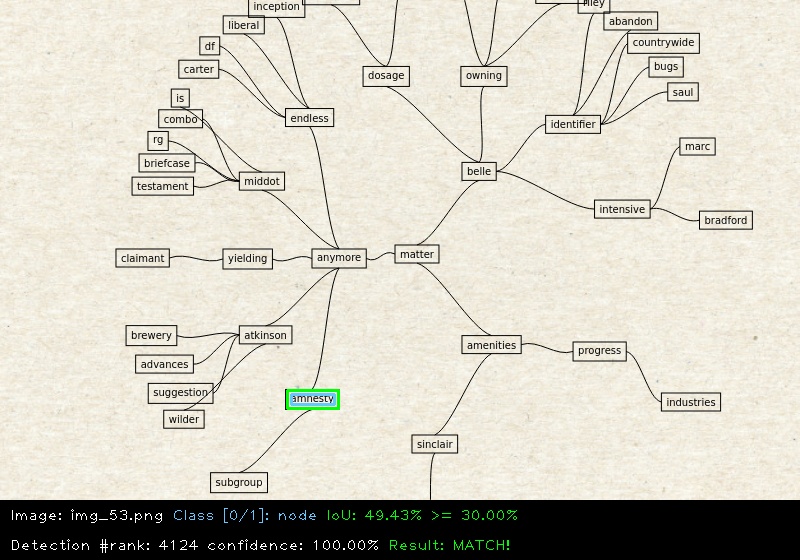 inception
liberal
abandon
countrywide
df
carter
dosage
owning
bugs
saul
is
combo
endless
identifier
rg
marc
briefcase
testament
middot
belle
intensive
bradford
claimant
yielding
anymore
matter
brewery
atkinson
amenities
progress
advances
suggestion
amnesty
industries
wilder
sinclair
subgroup
Image: img_53.png Class [0/1]: node IoU: 49.43% >= 30.00%
Detection #rank: 4124 confidence: 100.00% Result: MATCH!